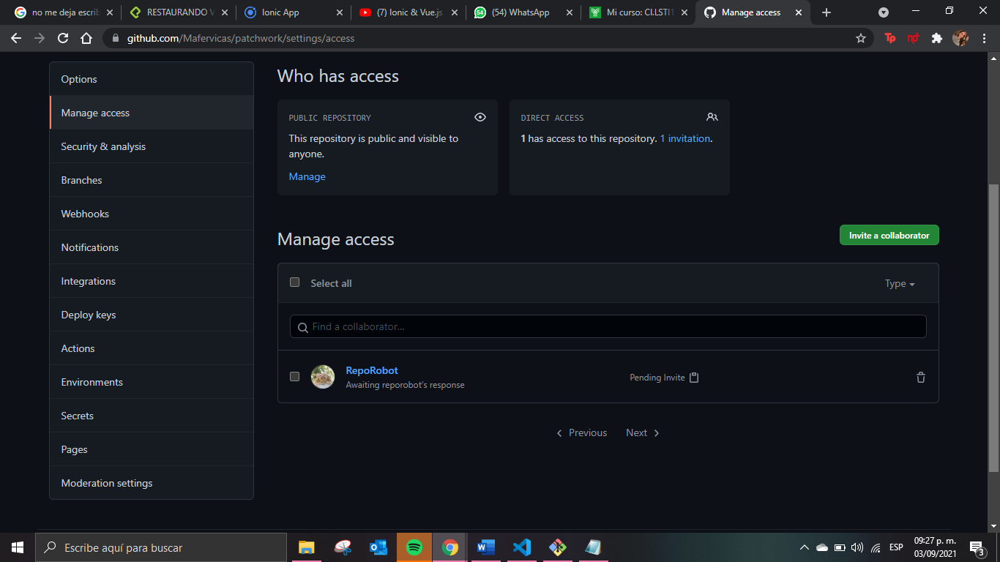 no me deja escrib
RESTAURANDO V
Ionic App
(7) Ionic & Vue.js
(54) WhatsApp
Mi curso: CI.LSTI1
Manage access
github.com/Mafervicas/patchwork/settings/access
Options
Manage access
Security & analysis
Branches
Webhooks
Notifications
Integrations
Deploy keys
Actions
Environments
Secrets
Pages
Moderation settings
Who has access
PUBLIC REPOSITORY
This repository is public and visible to
anyone.
Manage
DIRECT ACCESS
1 has access to this repository. 1 invitation.
Manage access
Invite a collaborator
Select all
Type
Find a collaborator...
RepoRobot
Awaiting reporobot's response
Pending Invite
Previous
Next
Escribe aquí para buscar
ESP
09:27 p. m.
03/09/2021
3